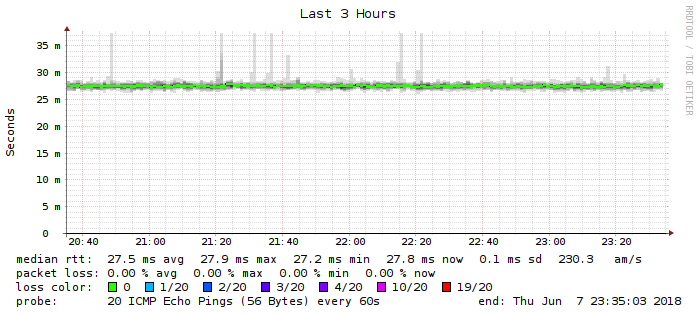 Last 3 Hours
RRDTOOL / TOBI OETIKER
Seconds
35 m
30 m
25 m
20 m
15 m
10 m
5 m
0
20:40 21:00 21:20 21:40 22:00 22:20 22:40 23:00 23:20
median rtt: 27.5 ms avg 27.9 ms max 27.2 ms min 27.8 ms now 0.1 ms sd 230.3 am/s
packet loss: 0.00 % avg 0.00 % max 0.00 % min 0.00 % now
loss color: 0 1/20 2/20 3/20 4/20 10/20 19/20
probe: 20 ICMP Echo Pings (56 Bytes) every 60s end: Thu Jun 7 23:35:03 2018